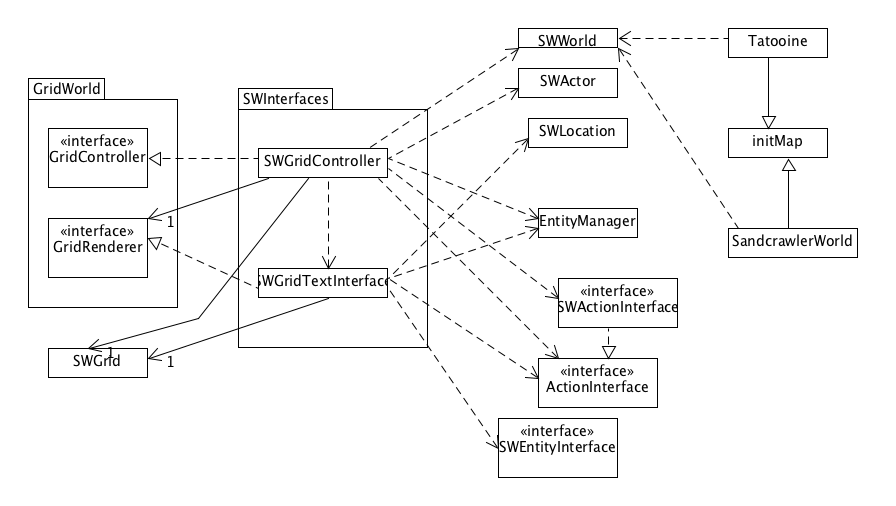 GridWorld
«interface»
GridController
«interface»
GridRenderer
1
SWGrid
1
1
SWInterfaces
SWGridController
SWGridTextInterface
SWWorld
SWActor
SWLocation
EntityManager
«interface»
SWActionInterface
«interface»
ActionInterface
«interface»
SWEntityInterface
Tatooine
initMap
SandcrawlerWorld